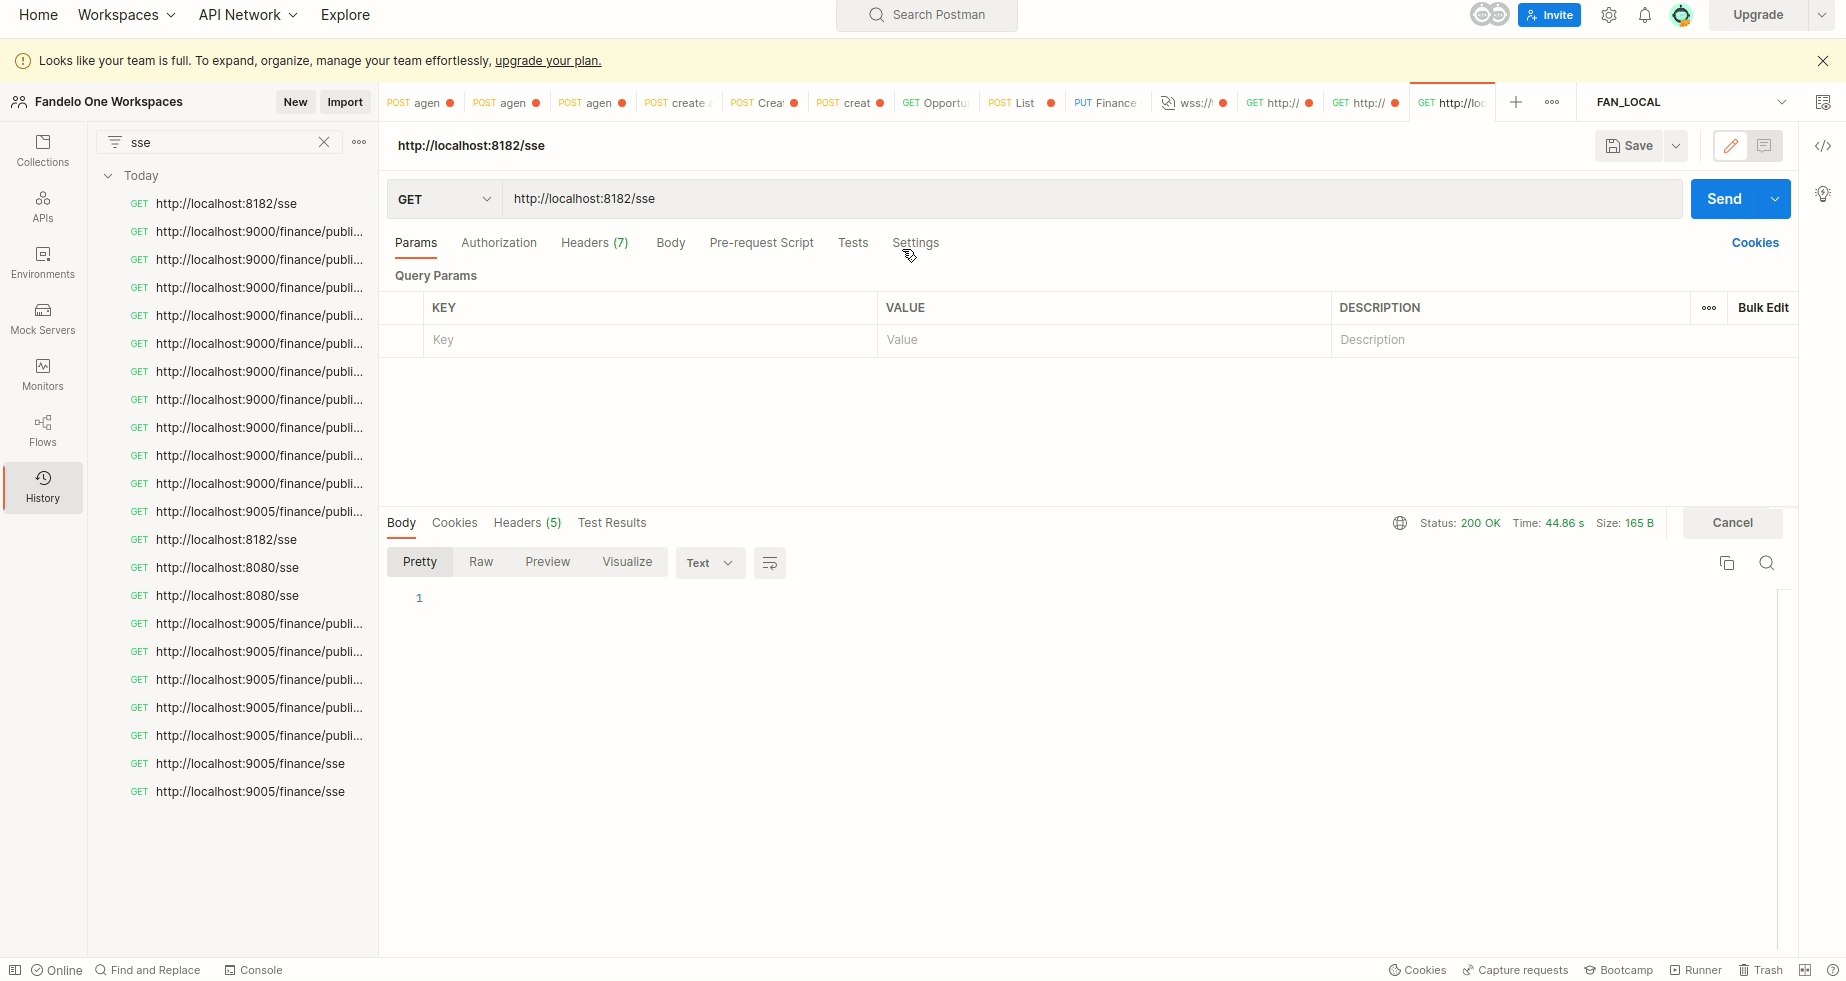 Home Workspaces API Network Explore Search Postman Invite Upgrade
Looks like your team is full. To expand, organize, manage your team effortlessly, upgrade your plan.
Fandelo One Workspaces New Import
POST agen POST agen POST agen POST create POST Creat POST creat GET Opportu POST List PUT Finance wss:// GET http:// GET http:// GET http://loc FAN_LOCAL
sse
http://localhost:8182/sse Save
Collections
APIs
Environments
Mock Servers
Monitors
Flows
History
Today
GET http://localhost:8182/sse
GET http://localhost:9000/finance/publi...
GET http://localhost:9000/finance/publi...
GET http://localhost:9000/finance/publi...
GET http://localhost:9000/finance/publi...
GET http://localhost:9000/finance/publi...
GET http://localhost:9000/finance/publi...
GET http://localhost:9000/finance/publi...
GET http://localhost:9000/finance/publi...
GET http://localhost:9000/finance/publi...
GET http://localhost:9000/finance/publi...
GET http://localhost:9005/finance/publi...
GET http://localhost:8182/sse
GET http://localhost:8080/sse
GET http://localhost:8080/sse
GET http://localhost:9005/finance/publi...
GET http://localhost:9005/finance/publi...
GET http://localhost:9005/finance/publi...
GET http://localhost:9005/finance/publi...
GET http://localhost:9005/finance/publi...
GET http://localhost:9005/finance/sse
GET http://localhost:9005/finance/sse
GET http://localhost:8182/sse Send
Params Authorization Headers (7) Body Pre-request Script Tests Settings Cookies
Query Params
KEY VALUE DESCRIPTION Bulk Edit
Key Value Description
Body Cookies Headers (5) Test Results Status: 200 OK Time: 44.86 s Size: 165 B Cancel
Pretty Raw Preview Visualize Text
1
Online Find and Replace Console Cookies Capture requests Bootcamp Runner Trash